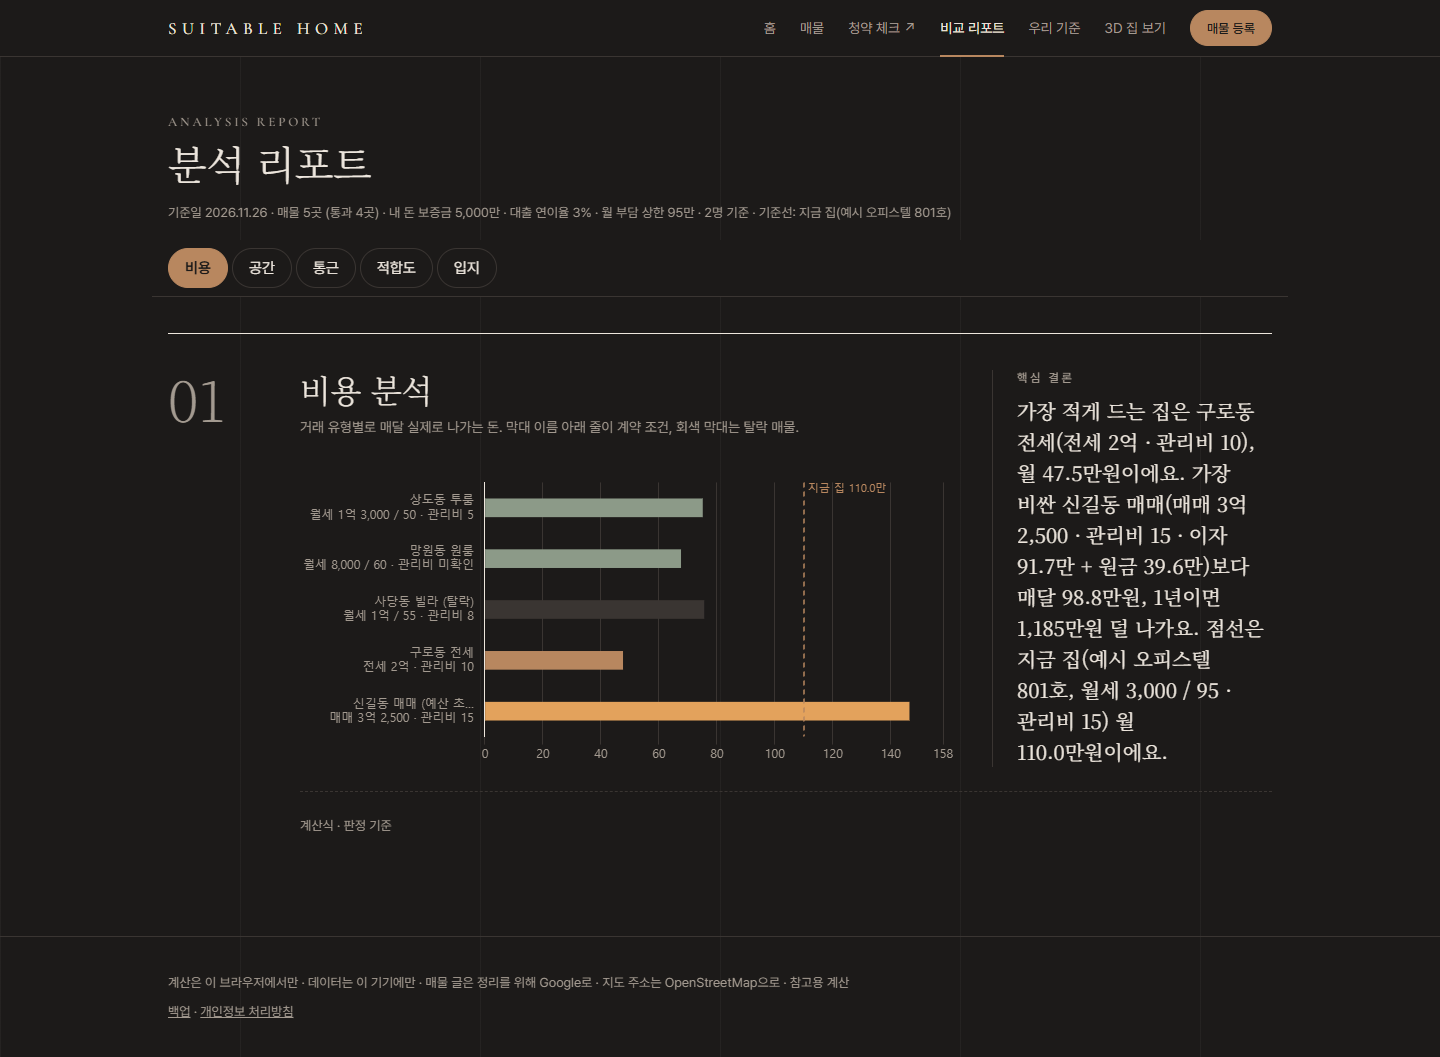 SUITABLE HOME
홈 매물 청약 체크 ↗ 비교 리포트 우리 기준 3D 집 보기 매물 등록
ANALYSIS REPORT
분석 리포트
기준일 2026.11.26 · 매물 5곳 (통과 4곳) · 내 돈 보증금 5,000만 · 대출 연이율 3% · 월 부담 상한 95만 · 2명 기준 · 기준선: 지금 집(예시 오피스텔 801호)
비용 공간 통근 적합도 입지
01
비용 분석
거래 유형별로 매달 실제로 나가는 돈. 막대 이름 아래 줄이 계약 조건, 회색 막대는 탈락 매물.
지금 집 110.0만
상도동 투룸
월세 1억 3,000 / 50 · 관리비 5
망원동 원룸
월세 8,000 / 60 · 관리비 미확인
사당동 빌라 (탈락)
월세 1억 / 55 · 관리비 8
구로동 전세
전세 2억 · 관리비 10
신길동 매매 (예산 초...
매매 3억 2,500 · 관리비 15
0 20 40 60 80 100 120 140 158
핵심 결론
가장 적게 드는 집은 구로동
전세(전세 2억 · 관리비 10),
월 47.5만원이에요. 가장
비싼 신길동 매매(매매 3억
2,500 · 관리비 15 · 이자
91.7만 + 원금 39.6만)보다
매달 98.8만원, 1년이면
1,185만원 덜 나가요. 점선은
지금 집(예시 오피스텔
801호, 월세 3,000 / 95 ·
관리비 15) 월
110.0만원이에요.
계산식 · 판정 기준
계산은 이 브라우저에서만 · 데이터는 이 기기에만 · 매물 글은 정리를 위해 Google로 · 지도 주소는 OpenStreetMap으로 · 참고용 계산
백업 · 개인정보 처리방침